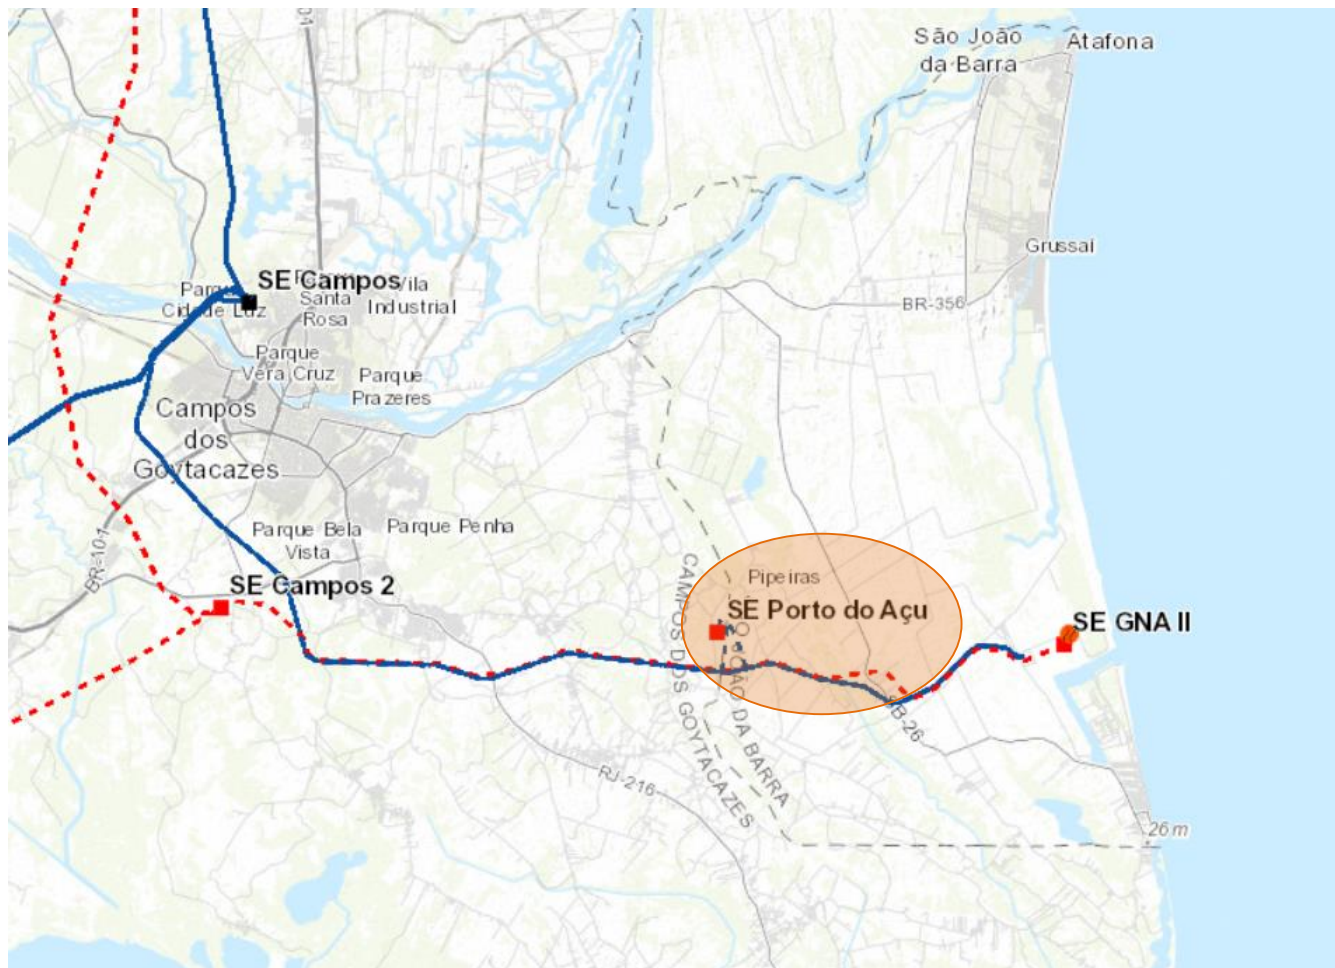 04
São João
da Barra
Atafona
Grussaí
SE Campos
Santa
Rosa
Vila
Industrial
Cidade Luz
BR-356
Parque
Vera Cruz
Parque
Prazeres
Campos
dos
Goytacazes
BR-101
Parque Bela
Vista
Parque Penha
SE Campos 2
Pipeiras
SE Porto do Açu
SE GNA II
CAMPOS DOS GOYTACAZES
JOÃO DA BARRA
SB-26
RJ-216
26 m